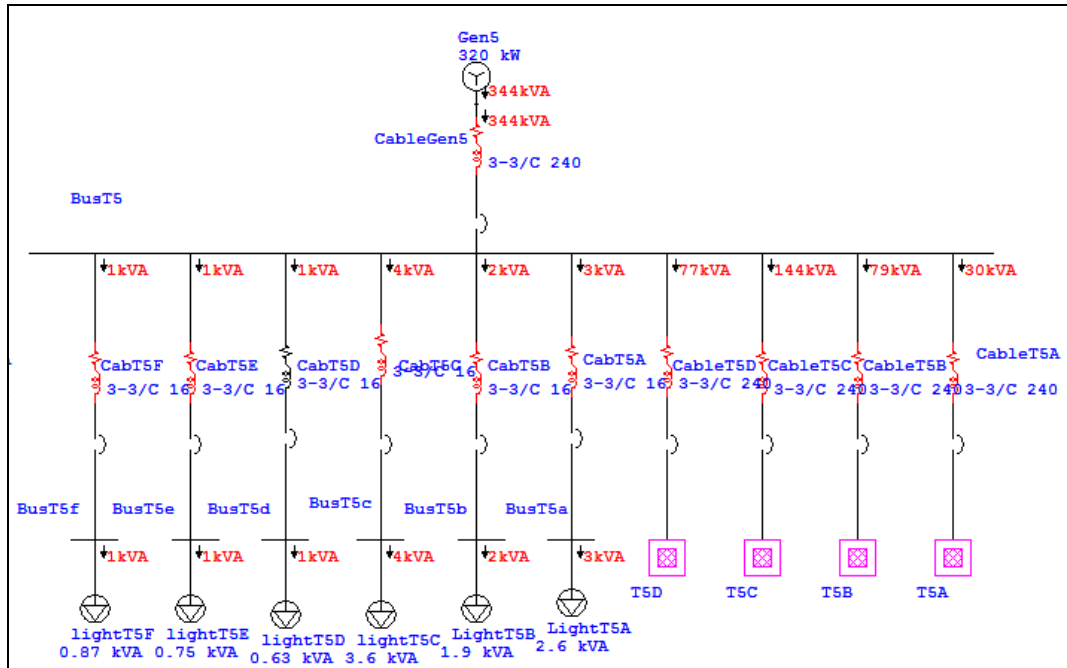 Gen5
320 kW
344kVA
344kVA
CableGen5
3-3/C 240
BusT5
1kVA 1kVA 1kVA 4kVA 2kVA 3kVA 77kVA 144kVA 79kVA 30kVA
CabT5F CabT5E CabT5D CabT5C CabT5B CabT5A CableT5D CableT5C CableT5B CableT5A
3-3/C 16 3-3/C 16 3-3/C 16 3-3/C 16 3-3/C 16 3-3/C 16 3-3/C 240 3-3/C 240 3-3/C 240 3-3/C 240
BusT5f BusT5e BusT5d BusT5c BusT5b BusT5a
1kVA 1kVA 1kVA 4kVA 2kVA 3kVA
T5D T5C T5B T5A
lightT5F lightT5E lightT5D lightT5C LightT5B LightT5A
0.87 kVA 0.75 kVA 0.63 kVA 3.6 kVA 1.9 kVA 2.6 kVA